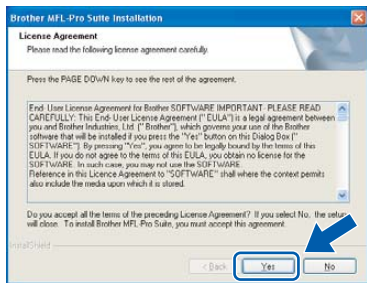 Brother MFL-Pro Suite Installation
License Agreement
Please read the following license agreement carefully.
Press the PAGE DOWN key to see the rest of the agreement.
End- User License Agreement for Brother SOFTWARE IMPORTANT- PLEASE READ
CAREFULLY: This End- User License Agreement (" EULA") is a legal agreement between
you and Brother Industries, Ltd. (" Brother"), which governs your use of the Brother
software that will be installed if you press the "Yes" button on this Dialog Box ("
SOFTWARE"). By pressing "Yes", you agree to be legally bound by the terms of this
EULA. If you do not agree to the terms of this EULA, you obtain no license for the
SOFTWARE. In such case, you may not use the SOFTWARE.
Reference in this Licence Agreement to "SOFTWARE" shall where the context permits
also include the media upon which it is stored.
Do you accept all the terms of the preceding License Agreement? If you select No, the setup
will close. To install Brother MFL-Pro Suite, you must accept this agreement.
InstallShield
< Back Yes No